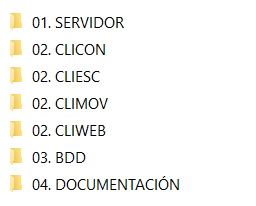 01. SERVIDOR
02. CLICON
02. CLIESC
02. CLIMOV
02. CLIWEB
03. BDD
04. DOCUMENTACIÓN